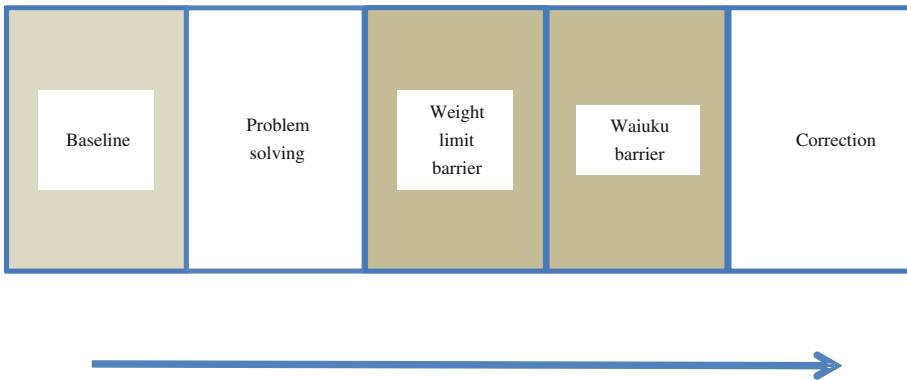 Baseline
Problem
solving
Weight
limit
barrier
Waiuku
barrier
Correction